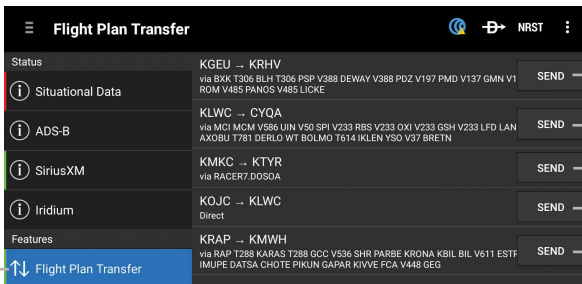 Flight Plan Transfer
NRST
Status
Situational Data
ADS-B
SiriusXM
Iridium
Features
Flight Plan Transfer
KGEU → KRHV
via BXK T306 BLH T306 PSP V388 DEWAY V388 PDZ V197 PMD V137 GMN V1
ROM V485 PANOS V485 LICKE
SEND
KLWC → CYQA
via MCI MCM V586 UIN V50 SPI V233 RBS V233 OXI V233 GSH V233 LFD LAN
AXOBU T781 DERLO WT BOLMO T614 IKLEN YSO V37 BRETN
SEND
KMKC → KTYR
via RACER7.DOSOA
SEND
KOJC → KLWC
Direct
SEND
KRAP → KMWH
via RAP T288 KARAS T288 GCC V536 SHR PARBE KRONA KBIL BIL V611 ESTR
IMUPE DATSA CHOTE PIKUN GAPAR KIVVE FCA V448 GEG
SEND